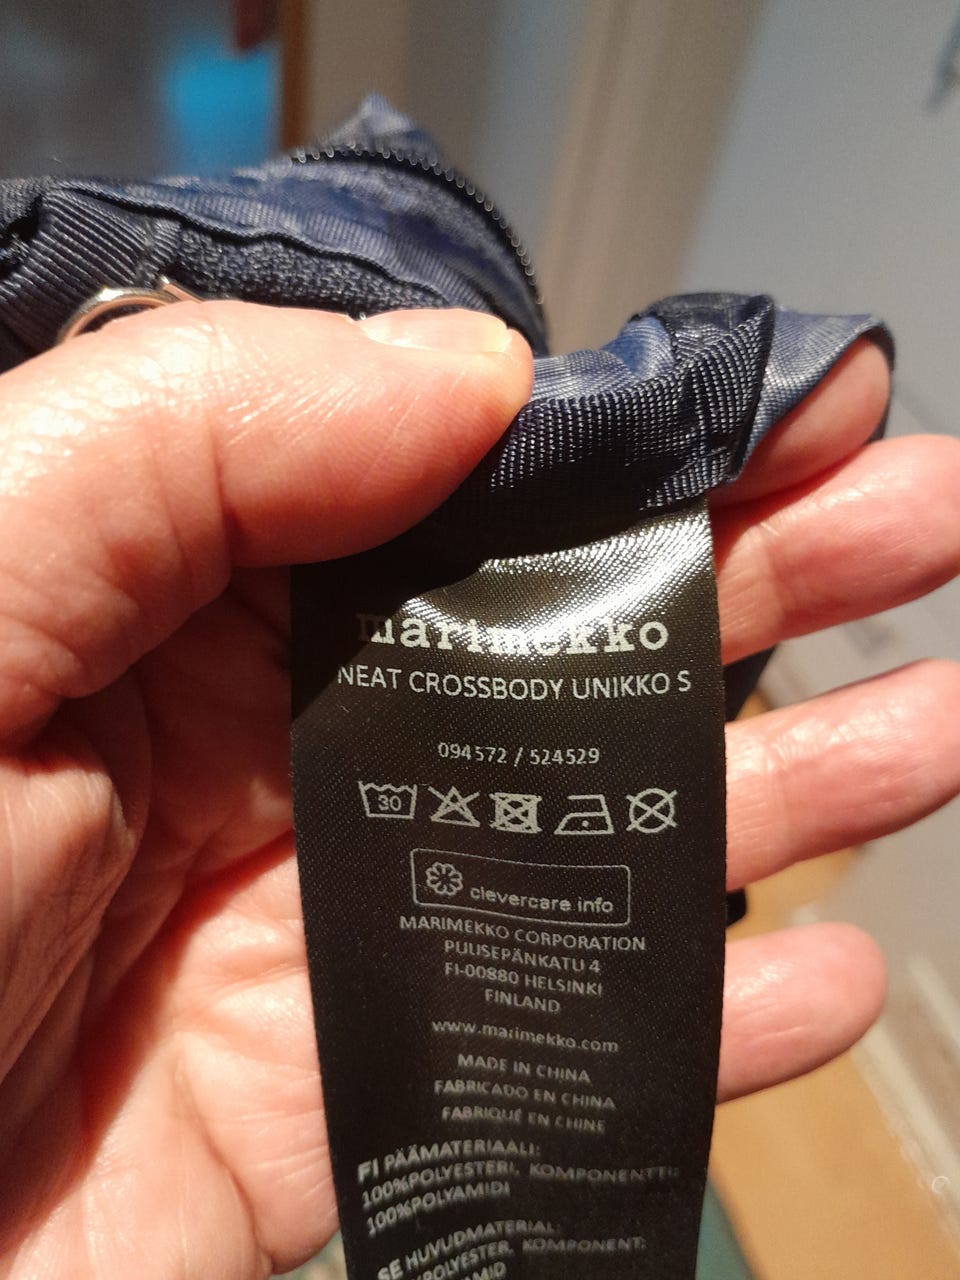 marimekko
NEAT CROSSBODY UNIKKO S
094572 / 524529
30
clevercare.info
MARIMEKKO CORPORATION
PUUSEPÄNKATU 4
FI-00880 HELSINKI
FINLAND
www.marimekko.com
MADE IN CHINA
FABRICADO EN CHINA
FABRIQUÉ EN CHINE
FI PÄÄMATERIAALI:
100%POLYESTERI. KOMPONENTTI:
100%POLYAMIDI
SE HUVUDMATERIAL:
POLYESTER. KOMPONENT: